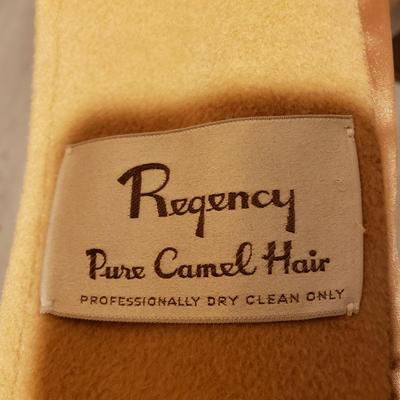 Regency
Pure Camel Hair
PROFESSIONALLY DRY CLEAN ONLY